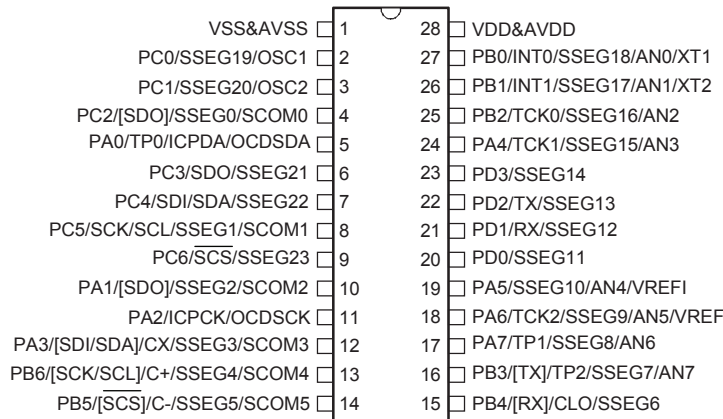 VSS&AVSS 1 28 VDD&AVDD
PC0/SSEG19/OSC1 2 27 PB0/INT0/SSEG18/AN0/XT1
PC1/SSEG20/OSC2 3 26 PB1/INT1/SSEG17/AN1/XT2
PC2/[SDO]/SSEG0/SCOM0 4 25 PB2/TCK0/SSEG16/AN2
PA0/TP0/ICPDA/OCDSDA 5 24 PA4/TCK1/SSEG15/AN3
PC3/SDO/SSEG21 6 23 PD3/SSEG14
PC4/SDI/SDA/SSEG22 7 22 PD2/TX/SSEG13
PC5/SCK/SCL/SSEG1/SCOM1 8 21 PD1/RX/SSEG12
PC6/SCS/SSEG23 9 20 PD0/SSEG11
PA1/[SDO]/SSEG2/SCOM2 10 19 PA5/SSEG10/AN4/VREFI
PA2/ICPCK/OCDSCK 11 18 PA6/TCK2/SSEG9/AN5/VREF
PA3/[SDI/SDA]/CX/SSEG3/SCOM3 12 17 PA7/TP1/SSEG8/AN6
PB6/[SCK/SCL]/C+/SSEG4/SCOM4 13 16 PB3/[TX]/TP2/SSEG7/AN7
PB5/[SCS]/C-/SSEG5/SCOM5 14 15 PB4/[RX]/CLO/SSEG6